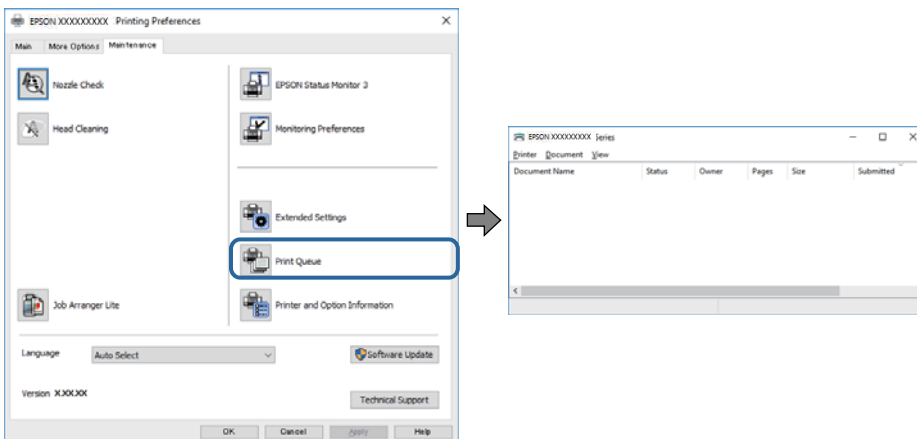 EPSON XXXXXXXXX Printing Preferences
Main More Options Maintenance
Nozzle Check
EPSON Status Monitor 3
Head Cleaning
Monitoring Preferences
Extended Settings
Print Queue
Job Arranger Lite
Printer and Option Information
Language Auto Select Software Update
Version X.XX.XX
Technical Support
OK Cancel Apply Help
EPSON XXXXXXXXX Series
Printer Document View
Document Name Status Owner Pages Size Submitted